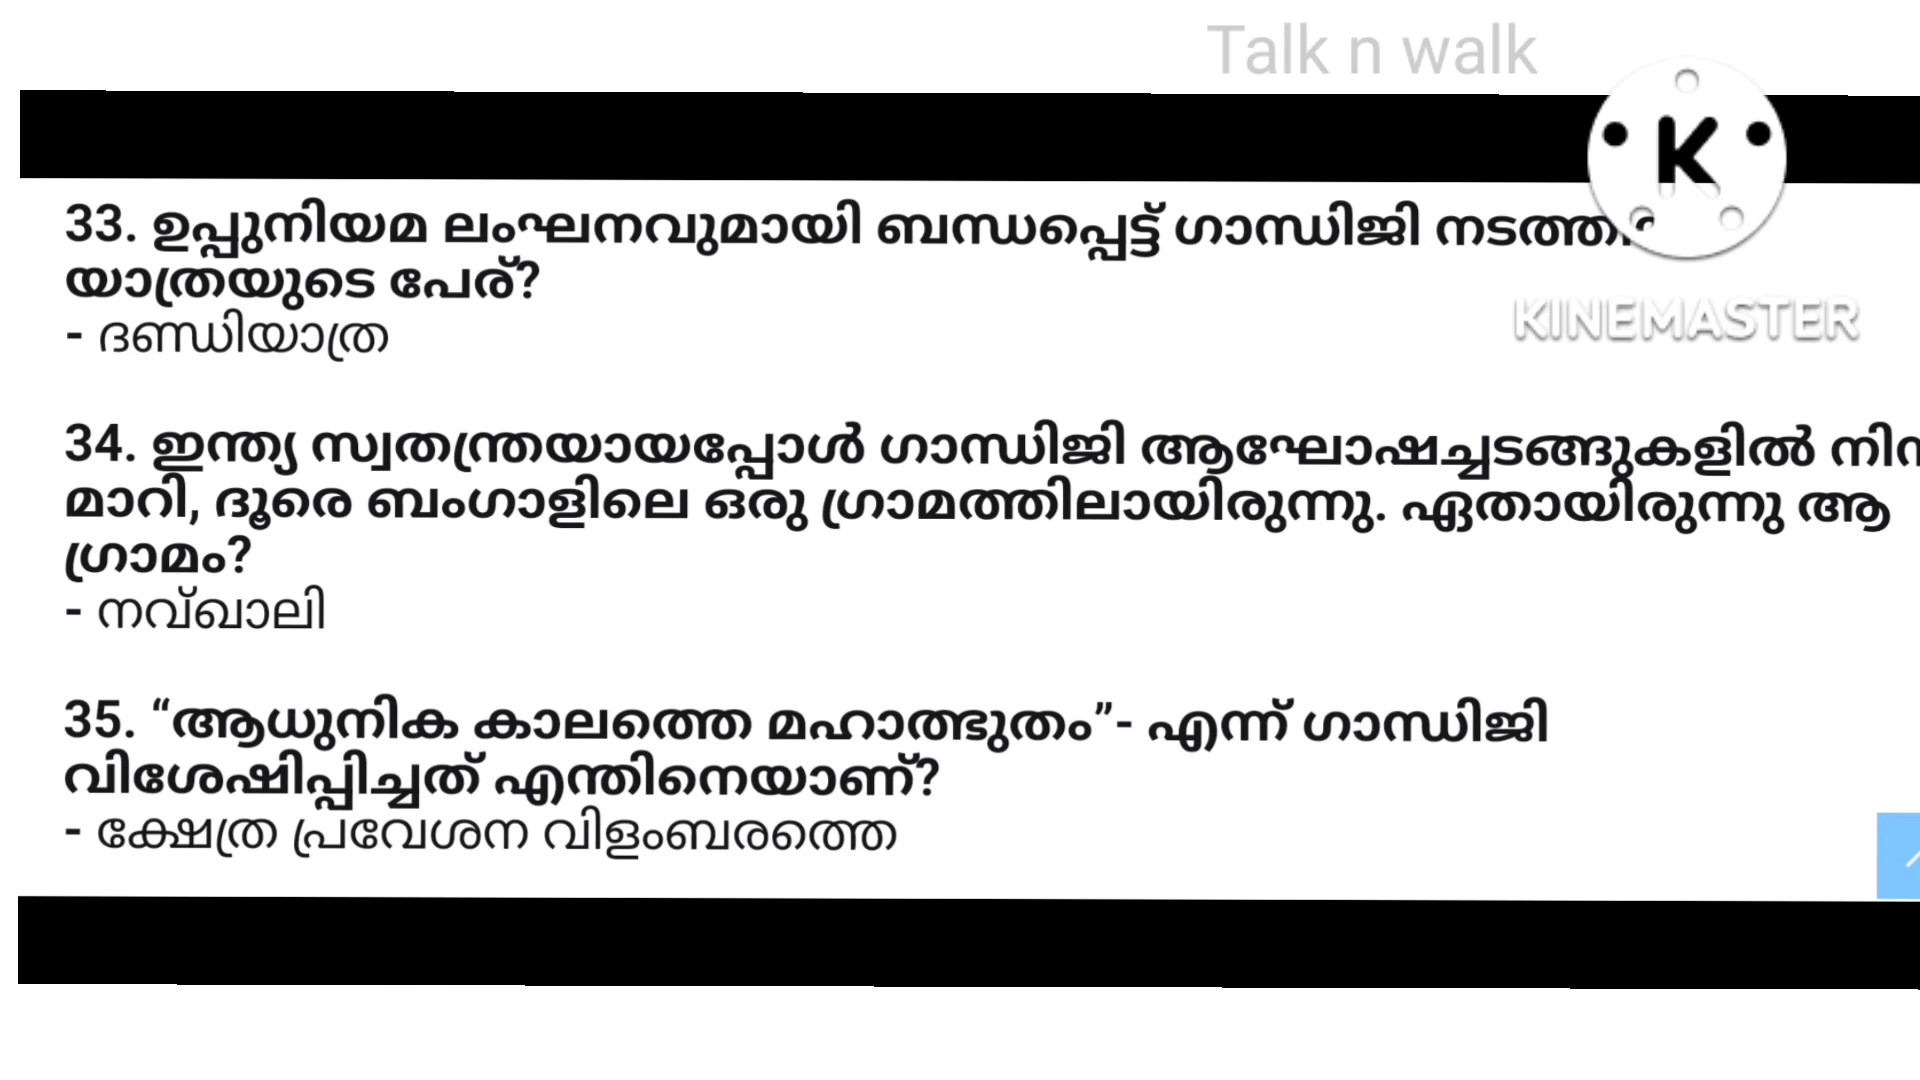 Talk n walk
K
KINEMASTER
33. ഉപ്പുനിയമ ലംഘനവുമായി ബന്ധപ്പെട്ട് ഗാന്ധിജി
യാത്രയുടെ പേര്?
- ദണ്ഡിയാത്ര
34. ഇന്ത്യ സ്വതന്ത്രയായപ്പോൾ ഗാന്ധിജി ആഘോഷച്ചടങ്ങുകളിൽ
മാറി, ദൂരെ ബംഗാളിലെ ഒരു ഗ്രാമത്തിലായിരുന്നു. ഏതായിരുന്നു ആ
ഗ്രാമം?
- നവ്ഖാലി
35. “ആധുനിക കാലത്തെ മഹാത്ഭുതം”- എന്ന് ഗാന്ധിജി
വിശേഷിപ്പിച്ചത് എന്തിനെയാണ്?
- ക്ഷേത്ര പ്രവേശന വിളംബരത്തെ